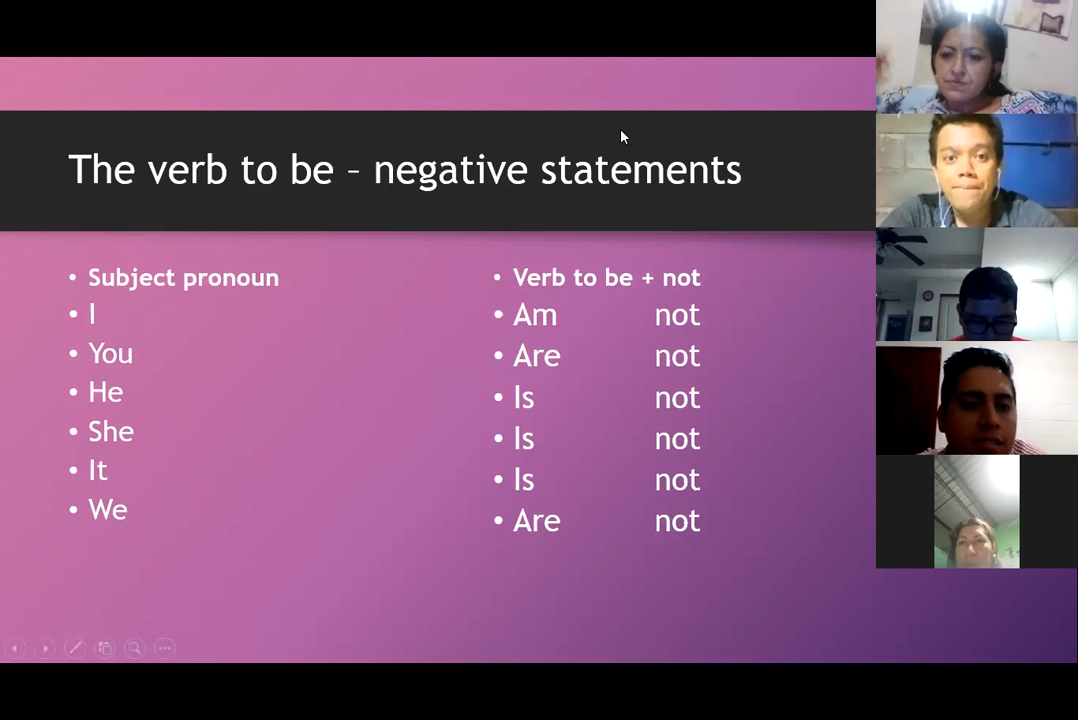 The verb to be – negative statements
• Subject pronoun
• I
• You
• He
• She
• It
• We
• Verb to be + not
• Am not
• Are not
• Is not
• Is not
• Is not
• Are not